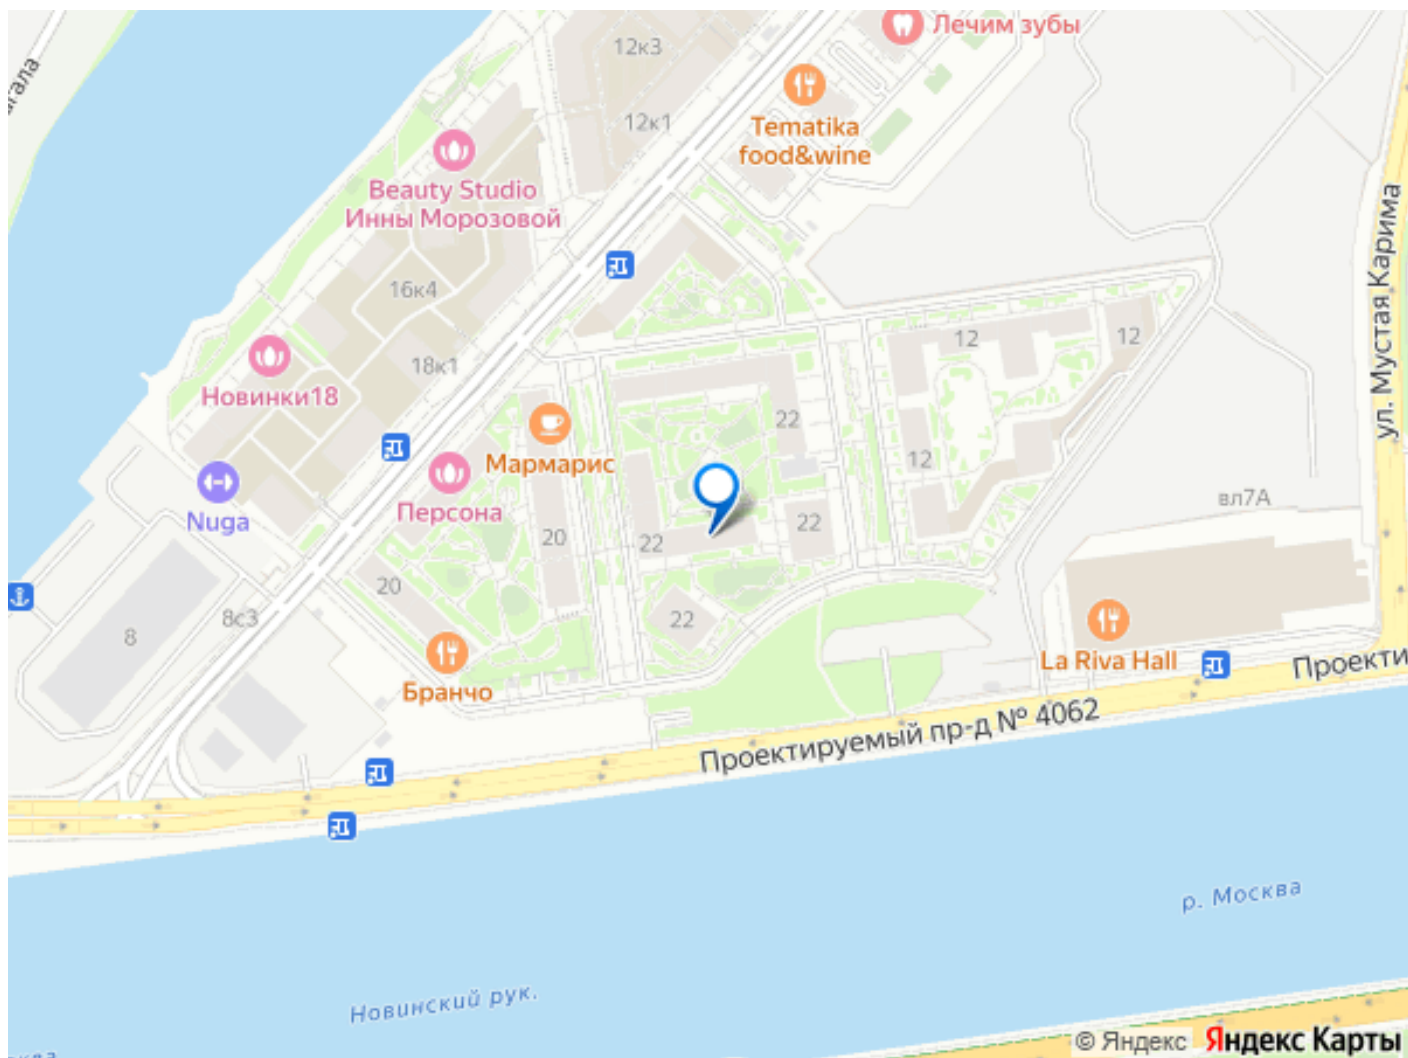 12к3
Лечим зубы
12к1
Tematika
food&wine
Beauty Studio
Инны Морозовой
ул. Мустая Карима
16к4
18к1
Новинки18
12
12
22
Мармарис
12
Nuga
Персона
вл7А
22
20
22
20
22
8
8с3
Бранчо
La Riva Hall
Проекти
Проектируемый пр-д № 4062
р. Москва
Новинский рук.
© Яндекс Яндекс Карты